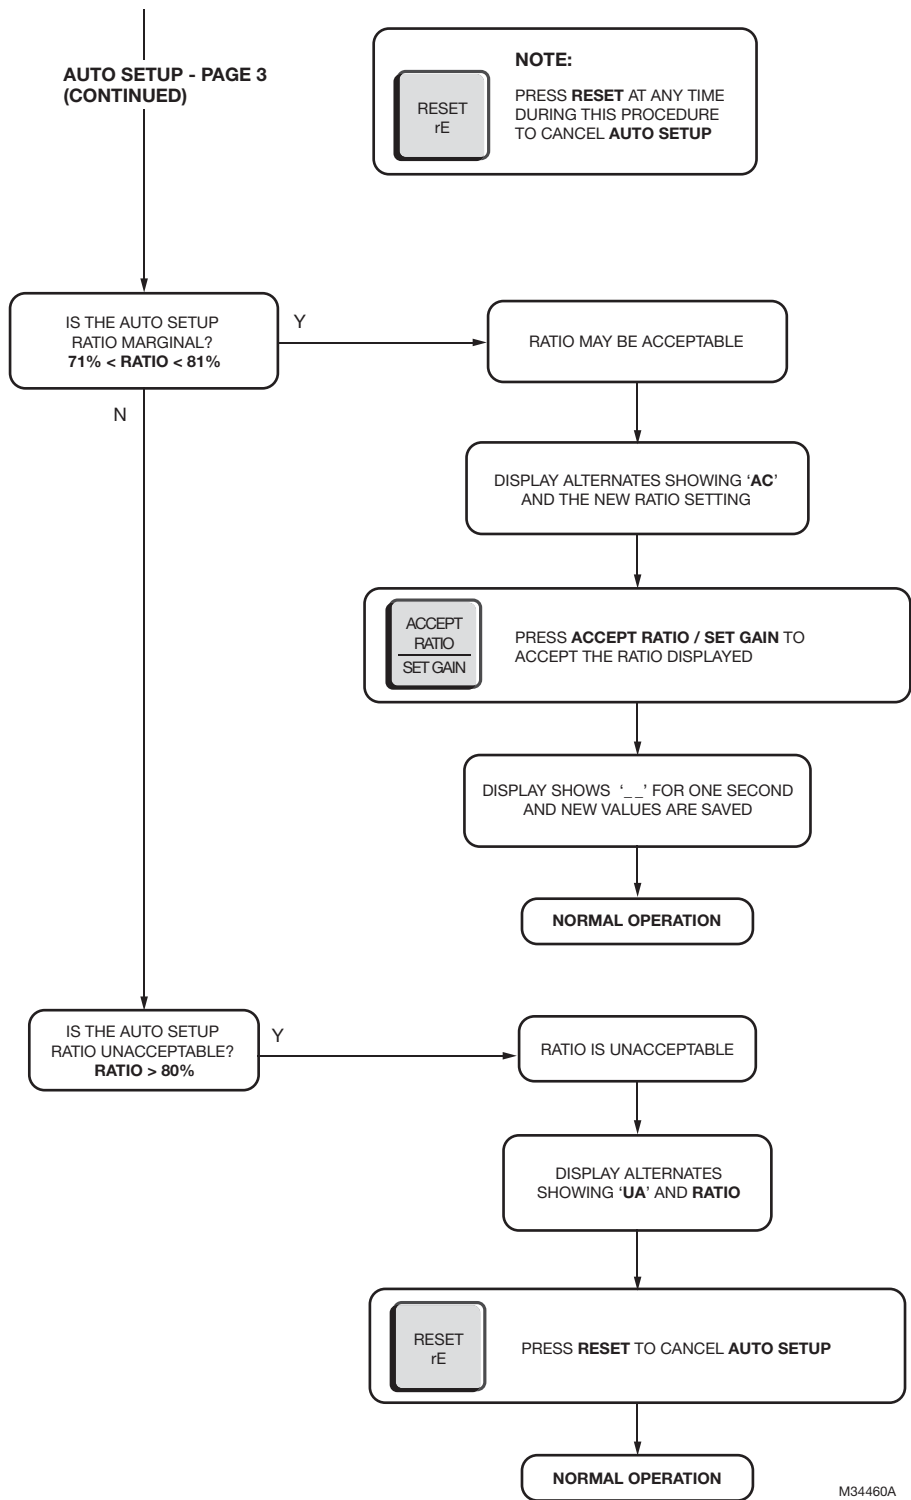 AUTO SETUP - PAGE 3
(CONTINUED)
RESET
rE
NOTE:
PRESS RESET AT ANY TIME
DURING THIS PROCEDURE
TO CANCEL AUTO SETUP
IS THE AUTO SETUP
RATIO MARGINAL?
71% < RATIO < 81%
Y
N
RATIO MAY BE ACCEPTABLE
DISPLAY ALTERNATES SHOWING ‘AC’
AND THE NEW RATIO SETTING
ACCEPT
RATIO
SET GAIN
PRESS ACCEPT RATIO / SET GAIN TO
ACCEPT THE RATIO DISPLAYED
DISPLAY SHOWS ‘_ _’ FOR ONE SECOND
AND NEW VALUES ARE SAVED
NORMAL OPERATION
IS THE AUTO SETUP
RATIO UNACCEPTABLE?
RATIO > 80%
Y
RATIO IS UNACCEPTABLE
DISPLAY ALTERNATES
SHOWING ‘UA’ AND RATIO
RESET
rE
PRESS RESET TO CANCEL AUTO SETUP
NORMAL OPERATION
M34460A